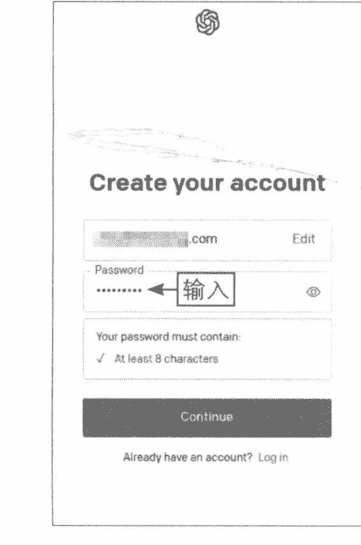 Create your account
.com Edit
Password
••••••••• 输入
Your password must contain:
✓ At least 8 characters
Continue
Already have an account? Log in